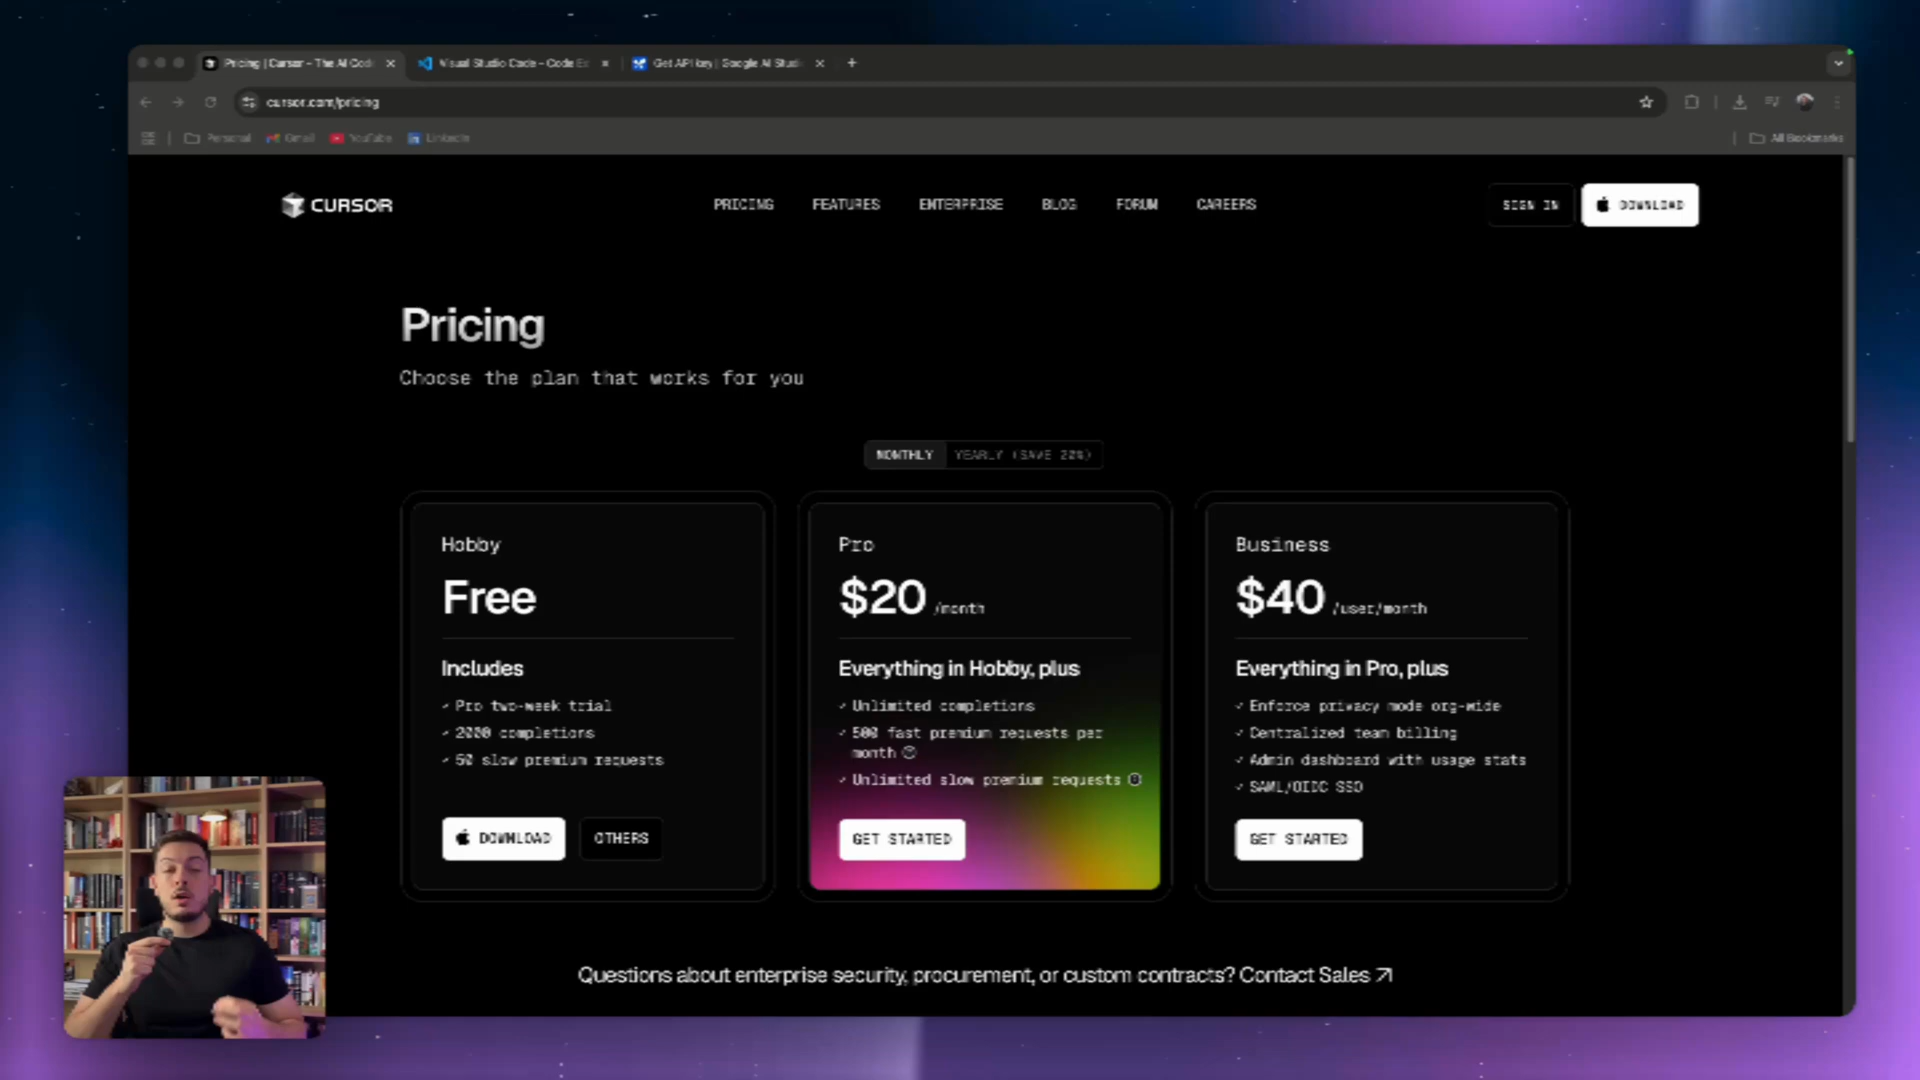 Pricing | Cursor - The AI Cod
Visual Studio Code - Code Ec
Get API key | Google AI Studi
cursor.com/pricing
Personal
Gmail
YouTube
LinkedIn
All Bookmarks
CURSOR
PRICING
FEATURES
ENTERPRISE
BLOG
FORUM
CAREERS
SIGN IN
DOWNLOAD
Pricing
Choose the plan that works for you
MONTHLY
YEARLY (SAVE 20%)
Hobby
Free
Includes
✓ Pro two-week trial
✓ 2000 completions
✓ 50 slow premium requests
DOWNLOAD
OTHERS
Pro
$20 /month
Everything in Hobby, plus
✓ Unlimited completions
✓ 500 fast premium requests per
month
✓ Unlimited slow premium requests
GET STARTED
Business
$40 /user/month
Everything in Pro, plus
✓ Enforce privacy mode org-wide
✓ Centralized team billing
✓ Admin dashboard with usage stats
✓ SAML/OIDC SSO
GET STARTED
Questions about enterprise security, procurement, or custom contracts? Contact Sales ↗